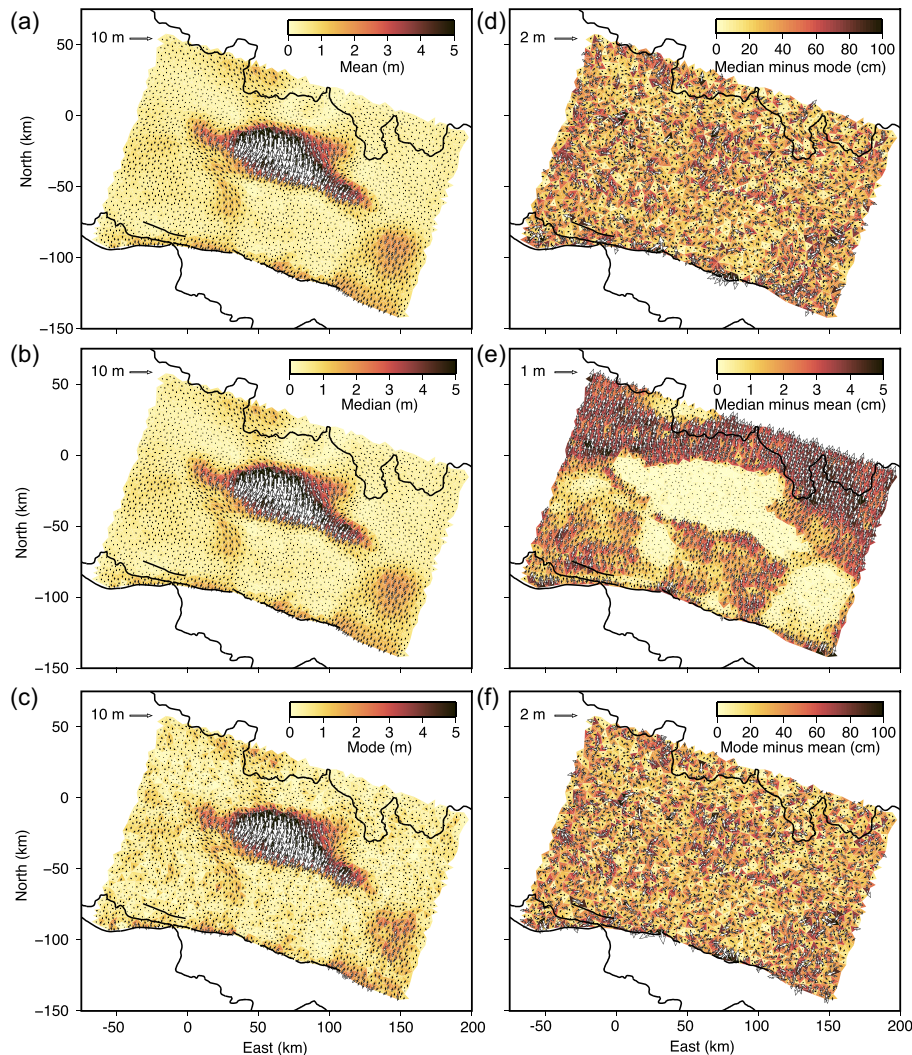 (a)
10 m
0 1 2 3 4 5
Mean (m)
50
0
−50
−100
−150
North (km)
(d)
2 m
0 20 40 60 80 100
Median minus mode (cm)
(b)
10 m
0 1 2 3 4 5
Median (m)
50
0
−50
−100
−150
North (km)
(e)
1 m
0 1 2 3 4 5
Median minus mean (cm)
(c)
10 m
0 1 2 3 4 5
Mode (m)
50
0
−50
−100
−150
North (km)
−50 0 50 100 150 200
East (km)
(f)
2 m
0 20 40 60 80 100
Mode minus mean (cm)
−50 0 50 100 150 200
East (km)